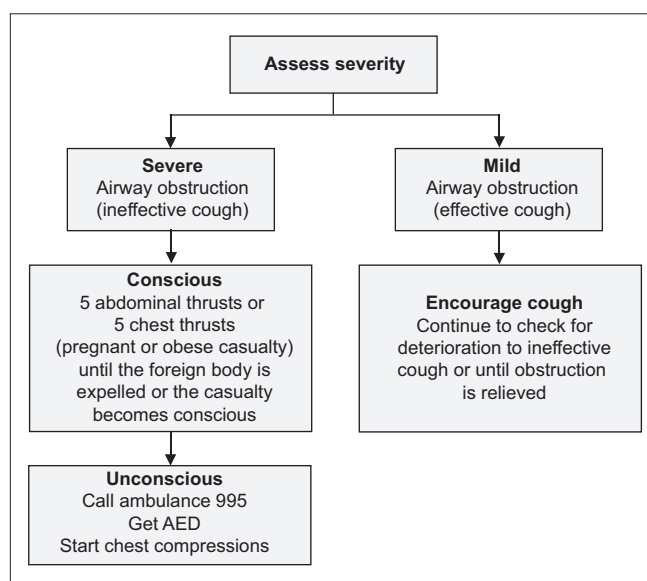 Assess severity
Severe
Airway obstruction
(ineffective cough)
Mild
Airway obstruction
(effective cough)
Conscious
5 abdominal thrusts or
5 chest thrusts
(pregnant or obese casualty)
until the foreign body is
expelled or the casualty
becomes conscious
Encourage cough
Continue to check for
deterioration to ineffective
cough or until obstruction
is relieved
Unconscious
Call ambulance 995
Get AED
Start chest compressions